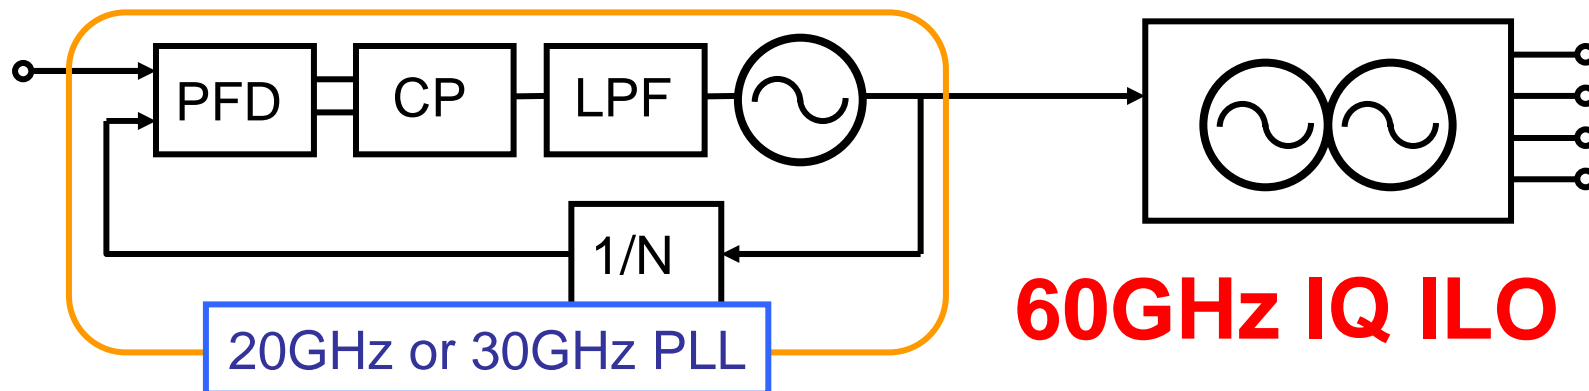 PFD
CP
LPF
1/N
20GHz or 30GHz PLL
60GHz IQ ILO